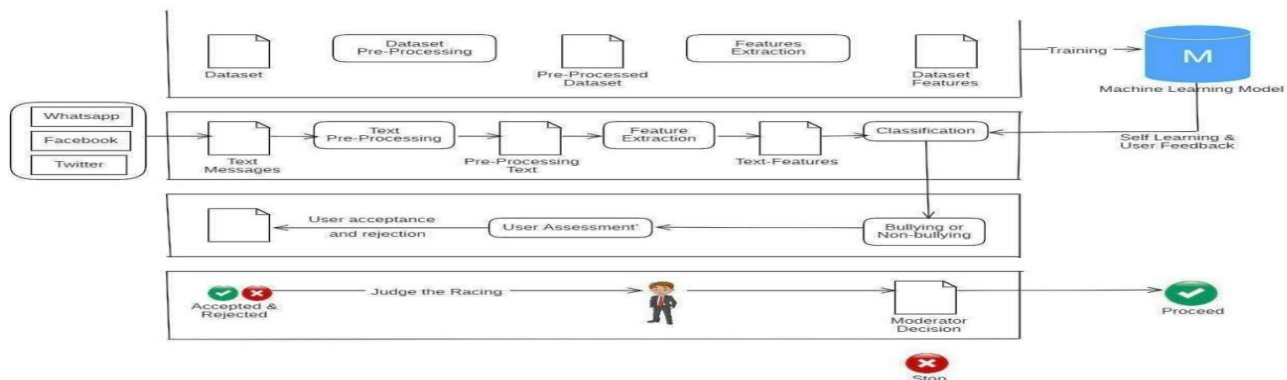 Dataset
Dataset
Pre-Processing
Pre-Processed
Dataset
Features
Extraction
Dataset
Features
Training
M
Machine Learning Model
Whatsapp
Facebook
Twitter
Text
Messages
Text
Pre-Processing
Pre-Processing
Text
Feature
Extraction
Text-Features
Classification
Self Learning &
User Feedback
User acceptance
and rejection
User Assessment'
Bullying or
Non-bullying
Accepted &
Rejected
Judge the Racing
Moderator
Decision
Proceed
Stop